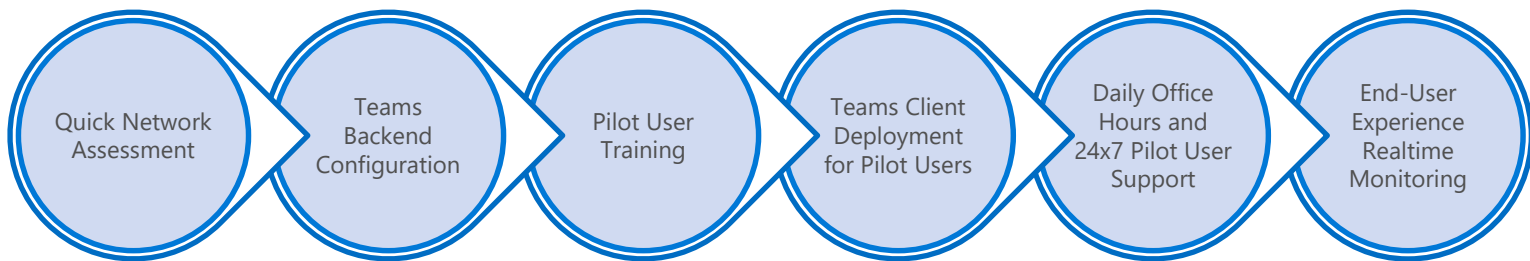 Quick Network
Assessment
Teams
Backend
Configuration
Pilot User
Training
Teams Client
Deployment
for Pilot Users
Daily Office
Hours and
24x7 Pilot User
Support
End-User
Experience
Realtime
Monitoring